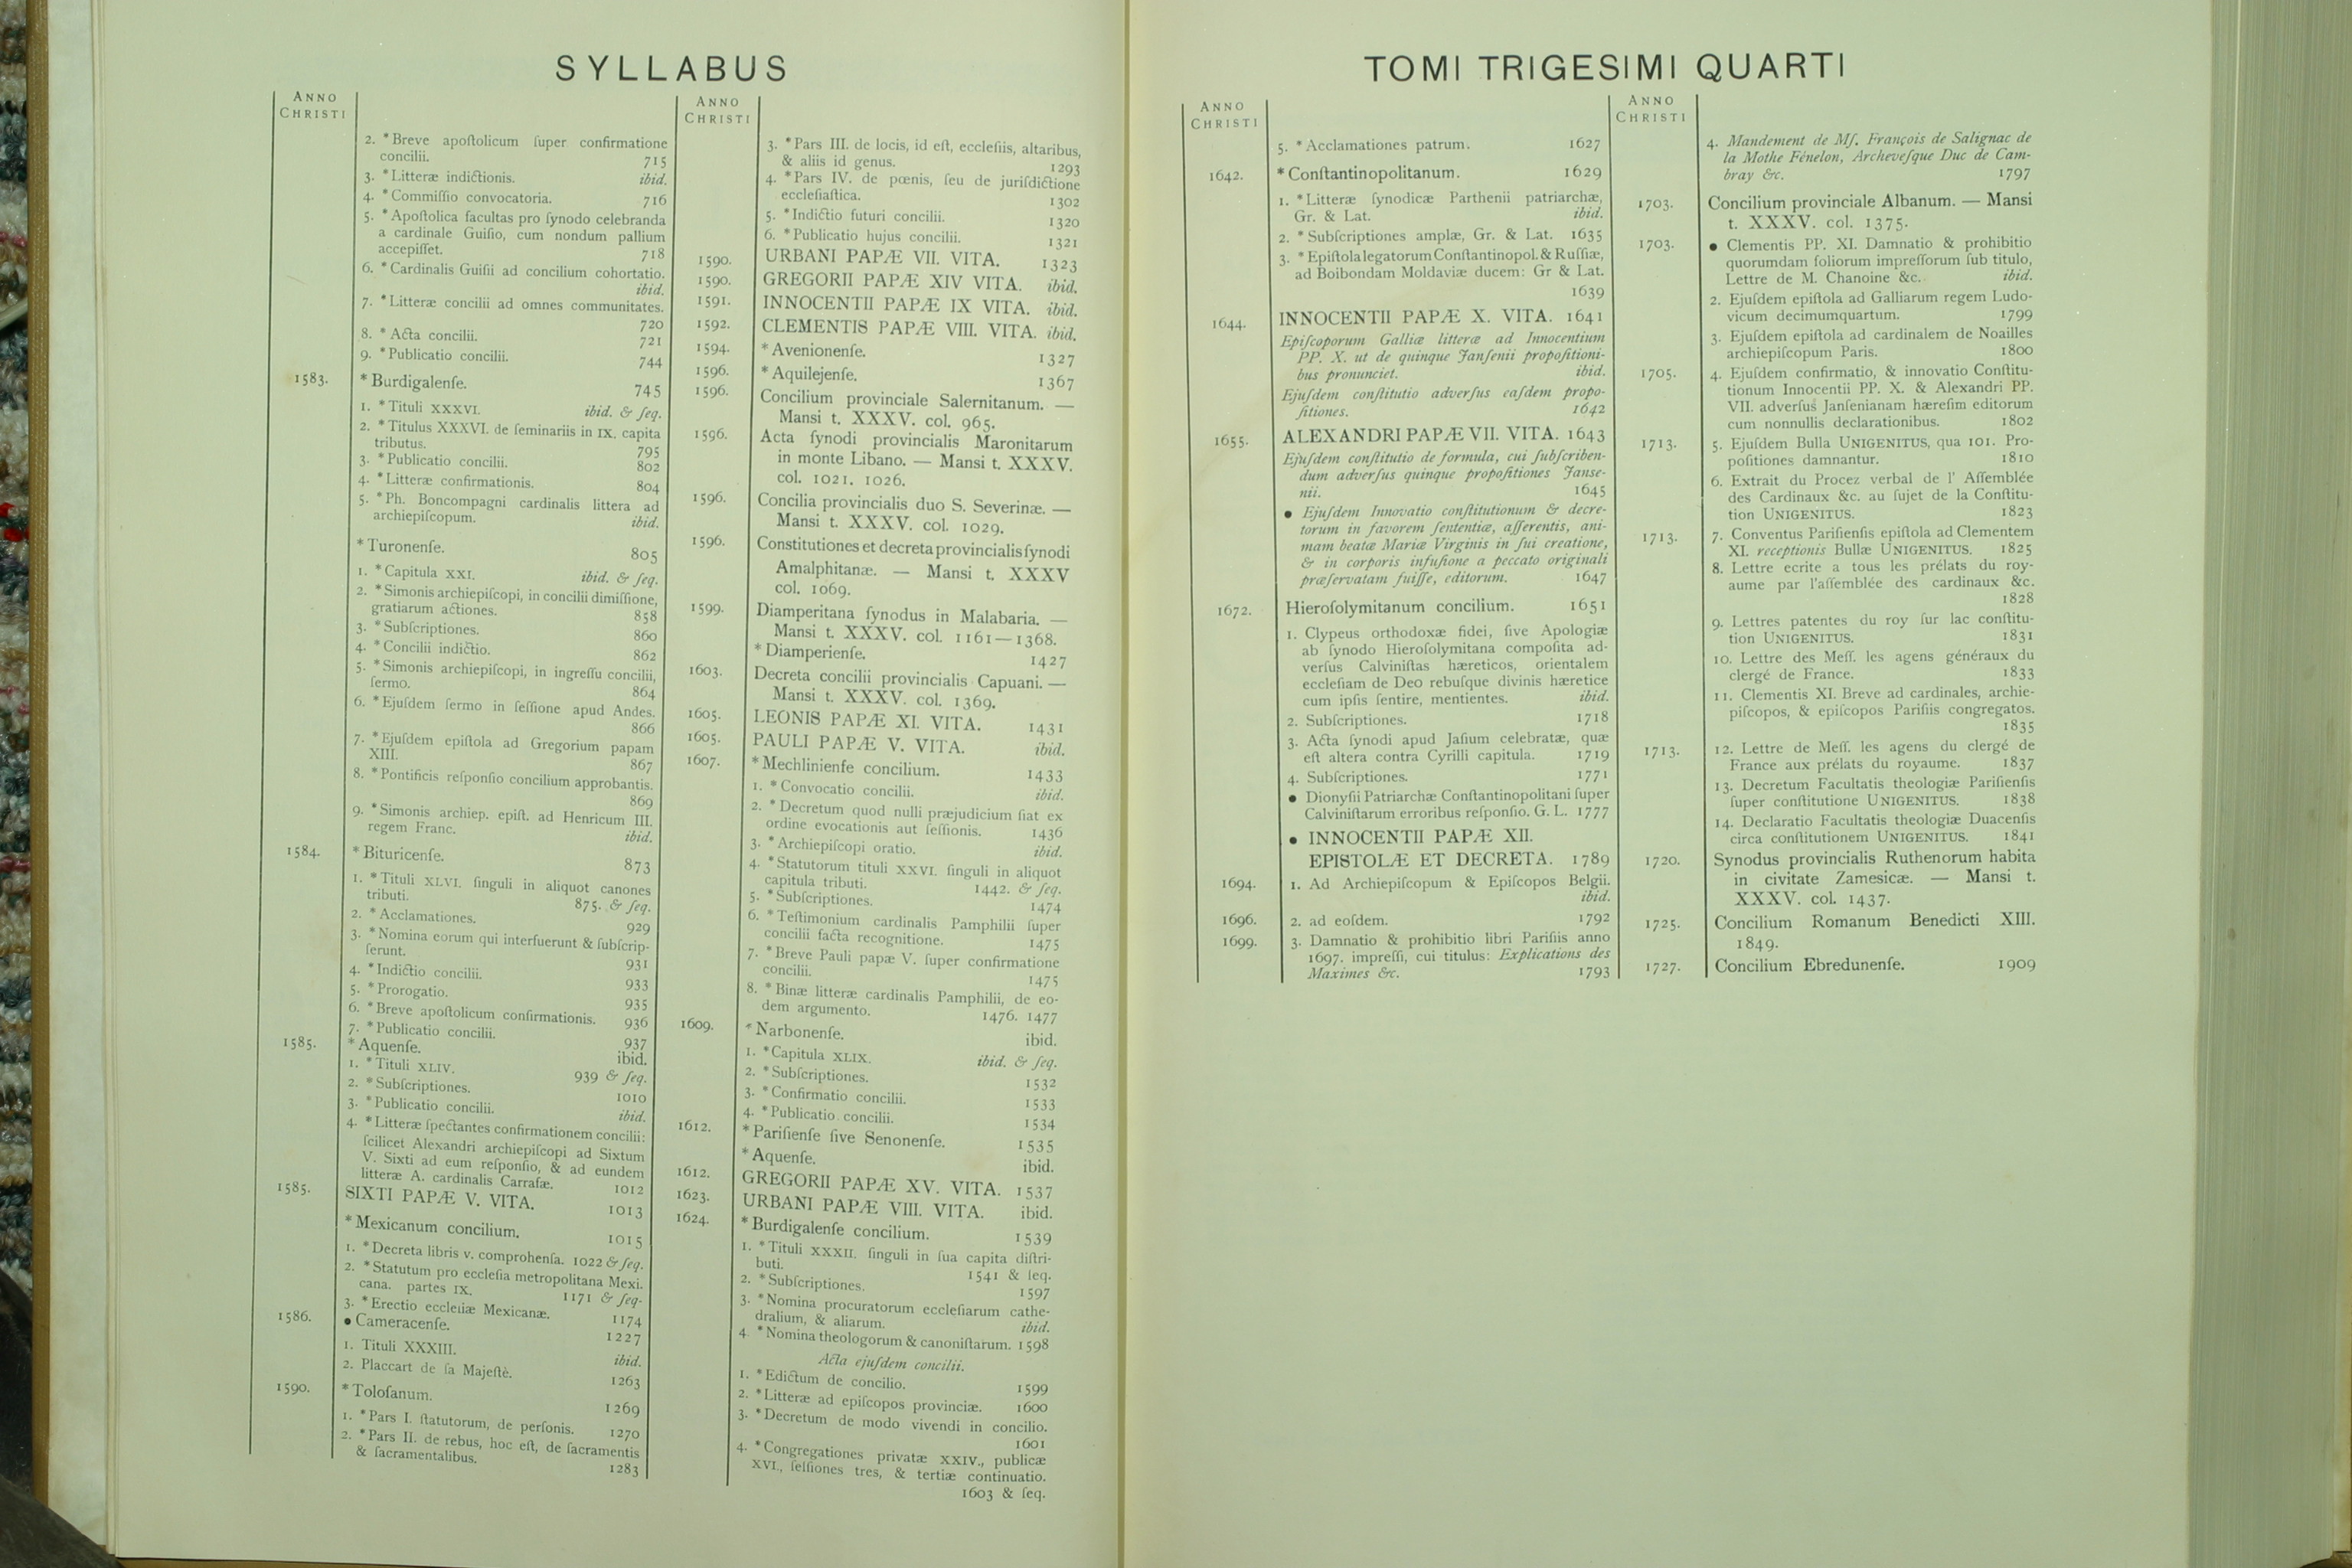 SYLLABUS
ANNO
CHRISTI
2. *Breve apoſtolicum ſuper confirmatione
concilii. 715
3. *Litteræ indictionis. ibid.
4. *Commiſſio convocatoria. 716
5. *Apoſtolica facultas pro ſynodo celebranda
a cardinale Guiſio, cum nondum pallium
accepiſſet. 718
6. *Cardinalis Guiſii ad concilium cohortatio.
ibid.
7. *Litteræ concilii ad omnes communitates.
720
8. *Acta concilii. 721
9. *Publicatio concilii. 744
1583. *Burdigalenſe. 745
1. *Tituli XXXVI. ibid. & ſeq.
2. *Titulus XXXVI. de ſeminariis in IX. capita
tributus. 795
3. *Publicatio concilii. 802
4. *Litteræ confirmationis. 804
5. *Ph. Boncompagni cardinalis littera ad
archiepiſcopum. ibid.
*Turonenſe. 805
1. *Capitula XXI. ibid. & ſeq.
2. *Simonis archiepiſcopi, in concilii dimiſſione,
gratiarum actiones. 858
3. *Subſcriptiones. 860
4. *Concilii indictio. 862
5. *Simonis archiepiſcopi, in ingreſſu concilii,
ſermo. 864
6. *Ejuſdem ſermo in ſeſſione apud Andes.
866
7. *Ejuſdem epiſtola ad Gregorium papam
XIII. 867
8. *Pontificis reſponſio concilium approbantis.
869
9. *Simonis archiep. epiſt. ad Henricum III.
regem Franc. ibid.
1584. *Bituricenſe. 873
1. *Tituli XLVI. ſinguli in aliquot canones
tributi. 875. & ſeq.
2. *Acclamationes. 929
3. *Nomina eorum qui interfuerunt & ſubſcrip-
ſerunt. 931
4. *Indictio concilii. 933
5. *Prorogatio. 935
6. *Breve apoſtolicum confirmationis. 936
7. *Publicatio concilii. 937
1585. *Aquenſe. ibid.
1. *Tituli XLIV. 939 & ſeq.
2. *Subſcriptiones. 1010
3. *Publicatio concilii. ibid.
4. *Litteræ ſpectantes confirmationem concilii:
ſcilicet Alexandri archiepiſcopi ad Sixtum
V. Sixti ad eum reſponſio, & ad eundem
litteræ A. cardinalis Carrafæ. 1012
1585. SIXTI PAPÆ V. VITA. 1013
*Mexicanum concilium. 1015
1. *Decreta libris v. comprohenſa. 1022 & ſeq.
2. *Statutum pro eccleſia metropolitana Mexi.
cana. partes IX. 1171 & ſeq.
3. *Erectio eccleſiæ Mexicanæ. 1174
1586. • Cameracenſe. 1227
1. Tituli XXXIII. ibid.
2. Placcart de ſa Majeſtè. 1263
1590. *Toloſanum. 1269
1. *Pars I. ſtatutorum, de perſonis. 1270
2. *Pars II. de rebus, hoc eſt, de ſacramentis
& ſacramentalibus. 1283
ANNO
CHRISTI
3. *Pars III. de locis, id eſt, eccleſiis, altaribus,
& aliis id genus. 1293
4. *Pars IV. de pœnis, ſeu de juriſdictione
eccleſiaſtica. 1302
5. *Indictio futuri concilii. 1320
6. *Publicatio hujus concilii. 1321
1590. URBANI PAPÆ VII. VITA. 1323
1590. GREGORII PAPÆ XIV VITA. ibid.
1591. INNOCENTII PAPÆ IX VITA. ibid.
1592. CLEMENTIS PAPÆ VIII. VITA. ibid.
1594. *Avenionenſe. 1327
1596. *Aquilejenſe. 1367
1596. Concilium provinciale Salernitanum. —
Mansi t. XXXV. col. 965.
1596. Acta ſynodi provincialis Maronitarum
in monte Libano. — Mansi t. XXXV.
col. 1021. 1026.
1596. Concilia provincialis duo S. Severinæ. —
Mansi t. XXXV. col. 1029.
1596. Constitutiones et decreta provincialis ſynodi
Amalphitanæ. — Mansi t. XXXV
col. 1069.
1599. Diamperitana ſynodus in Malabaria. —
Mansi t. XXXV. col. 1161—1368.
*Diamperienſe. 1427
1603. Decreta concilii provincialis Capuani. —
Mansi t. XXXV. col. 1369.
1605. LEONIS PAPÆ XI. VITA. 1431
1605. PAULI PAPÆ V. VITA. ibid.
1607. *Mechlinienſe concilium. 1433
1. *Convocatio concilii. ibid.
2. *Decretum quod nulli præjudicium fiat ex
ordine evocationis aut ſeſſionis. 1436
3. *Archiepiſcopi oratio. ibid.
4. *Statutorum tituli XXVI. ſinguli in aliquot
capitula tributi. 1442. & ſeq.
5. *Subſcriptiones. 1474
6. *Teſtimonium cardinalis Pamphilii ſuper
concilii facta recognitione. 1475
7. *Breve Pauli papæ V. ſuper confirmatione
concilii. 1475
8. *Binæ litteræ cardinalis Pamphilii, de eo-
dem argumento. 1476. 1477
1609. *Narbonenſe. ibid.
1. *Capitula XLIX. ibid. & ſeq.
2. *Subſcriptiones. 1532
3. *Confirmatio concilii. 1533
4. *Publicatio concilii. 1534
1612. *Pariſienſe ſive Senonenſe. 1535
*Aquenſe. ibid.
1612. GREGORII PAPÆ XV. VITA. 1537
1623. URBANI PAPÆ VIII. VITA. ibid.
1624. *Burdigalenſe concilium. 1539
1. *Tituli XXXII. ſinguli in ſua capita diſtri-
buti. 1541 & ſeq.
2. *Subſcriptiones. 1597
3. *Nomina procuratorum eccleſiarum cathe-
dralium, & aliarum. ibid.
4. *Nomina theologorum & canoniſtarum. 1598
Acta ejuſdem concilii.
1. *Edictum de concilio. 1599
2. *Litteræ ad epiſcopos provinciæ. 1600
3. *Decretum de modo vivendi in concilio.
1601
4. *Congregationes privatæ XXIV., publicæ
XVI., ſeſſiones tres, & tertiæ continuatio.
1603 & ſeq.
TOMI TRIGESIMI QUARTI
ANNO
CHRISTI
5. *Acclamationes patrum. 1627
1642. *Conſtantinopolitanum. 1629
1. *Litteræ ſynodicæ Parthenii patriarchæ,
Gr. & Lat. ibid.
2. *Subſcriptiones amplæ, Gr. & Lat. 1635
3. *Epiſtola legatorum Conſtantinopol. & Ruſſiæ,
ad Boibondam Moldaviæ ducem: Gr & Lat.
1639
1644. INNOCENTII PAPÆ X. VITA. 1641
Epiſcoporum Galliæ litteræ ad Innocentium
PP. X. ut de quinque Janſenii propoſitioni-
bus pronunciet. ibid.
Ejuſdem conſtitutio adverſus eaſdem propo-
ſitiones. 1642
1655. ALEXANDRI PAPÆ VII. VITA. 1643
Ejuſdem conſtitutio de formula, cui ſubſcriben-
dum adverſus quinque propoſitiones Janse-
nii. 1645
• Ejuſdem Innovatio conſtitutionum & decre-
torum in favorem ſententiæ, aſſerentis, ani-
mam beatæ Mariæ Virginis in ſui creatione,
& in corporis infuſione a peccato originali
præſervatam fuiſſe, editorum. 1647
1672. Hieroſolymitanum concilium. 1651
1. Clypeus orthodoxæ fidei, ſive Apologiæ
ab ſynodo Hieroſolymitana compoſita ad-
verſus Calviniſtas hæreticos, orientalem
eccleſiam de Deo rebuſque divinis hæretice
cum ipſis ſentire, mentientes. ibid.
2. Subſcriptiones. 1718
3. Acta ſynodi apud Jaſium celebratæ, quæ
eſt altera contra Cyrilli capitula. 1719
4. Subſcriptiones. 1771
• Dionyſii Patriarchæ Conſtantinopolitani ſuper
Calviniſtarum erroribus reſponſio. G. L. 1777
• INNOCENTII PAPÆ XII.
EPISTOLÆ ET DECRETA. 1789
1694. 1. Ad Archiepiſcopum & Epiſcopos Belgii.
ibid.
1696. 2. ad eoſdem. 1792
1699. 3. Damnatio & prohibitio libri Pariſiis anno
1697. impreſſi, cui titulus: Explications des
Maximes &c. 1793
ANNO
CHRISTI
4. Mandement de Mſ. François de Salignac de
la Mothe Fénelon, Archeveſque Duc de Cam-
bray &c. 1797
1703. Concilium provinciale Albanum. — Mansi
t. XXXV. col. 1375.
1703. • Clementis PP. XI. Damnatio & prohibitio
quorumdam foliorum impreſſorum ſub titulo,
Lettre de M. Chanoine &c. ibid.
2. Ejuſdem epiſtola ad Galliarum regem Ludo-
vicum decimumquartum. 1799
3. Ejuſdem epiſtola ad cardinalem de Noailles
archiepiſcopum Paris. 1800
1705. 4. Ejuſdem confirmatio, & innovatio Conſtitu-
tionum Innocentii PP. X. & Alexandri PP.
VII. adverſus Janſenianam hæreſim editorum
cum nonnullis declarationibus. 1802
1713. 5. Ejuſdem Bulla UNIGENITUS, qua 101. Pro-
poſitiones damnantur. 1810
6. Extrait du Procez verbal de l' Aſſemblée
des Cardinaux &c. au ſujet de la Conſtitu-
tion UNIGENITUS. 1823
1713. 7. Conventus Pariſienſis epiſtola ad Clementem
XI. receptionis Bullæ UNIGENITUS. 1825
8. Lettre ecrite a tous les prélats du roy-
aume par l'aſſemblée des cardinaux &c.
1828
9. Lettres patentes du roy ſur lac conſtitu-
tion UNIGENITUS. 1831
10. Lettre des Meſſ. les agens généraux du
clergé de France. 1833
11. Clementis XI. Breve ad cardinales, archie-
piſcopos, & epiſcopos Pariſiis congregatos.
1835
1713. 12. Lettre de Meſſ. les agens du clergé de
France aux prélats du royaume. 1837
13. Decretum Facultatis theologiæ Pariſienſis
ſuper conſtitutione UNIGENITUS. 1838
14. Declaratio Facultatis theologiæ Duacenſis
circa conſtitutionem UNIGENITUS. 1841
1720. Synodus provincialis Ruthenorum habita
in civitate Zamesicæ. — Mansi t.
XXXV. col. 1437.
1725. Concilium Romanum Benedicti XIII.
1849.
1727. Concilium Ebredunenſe. 1909